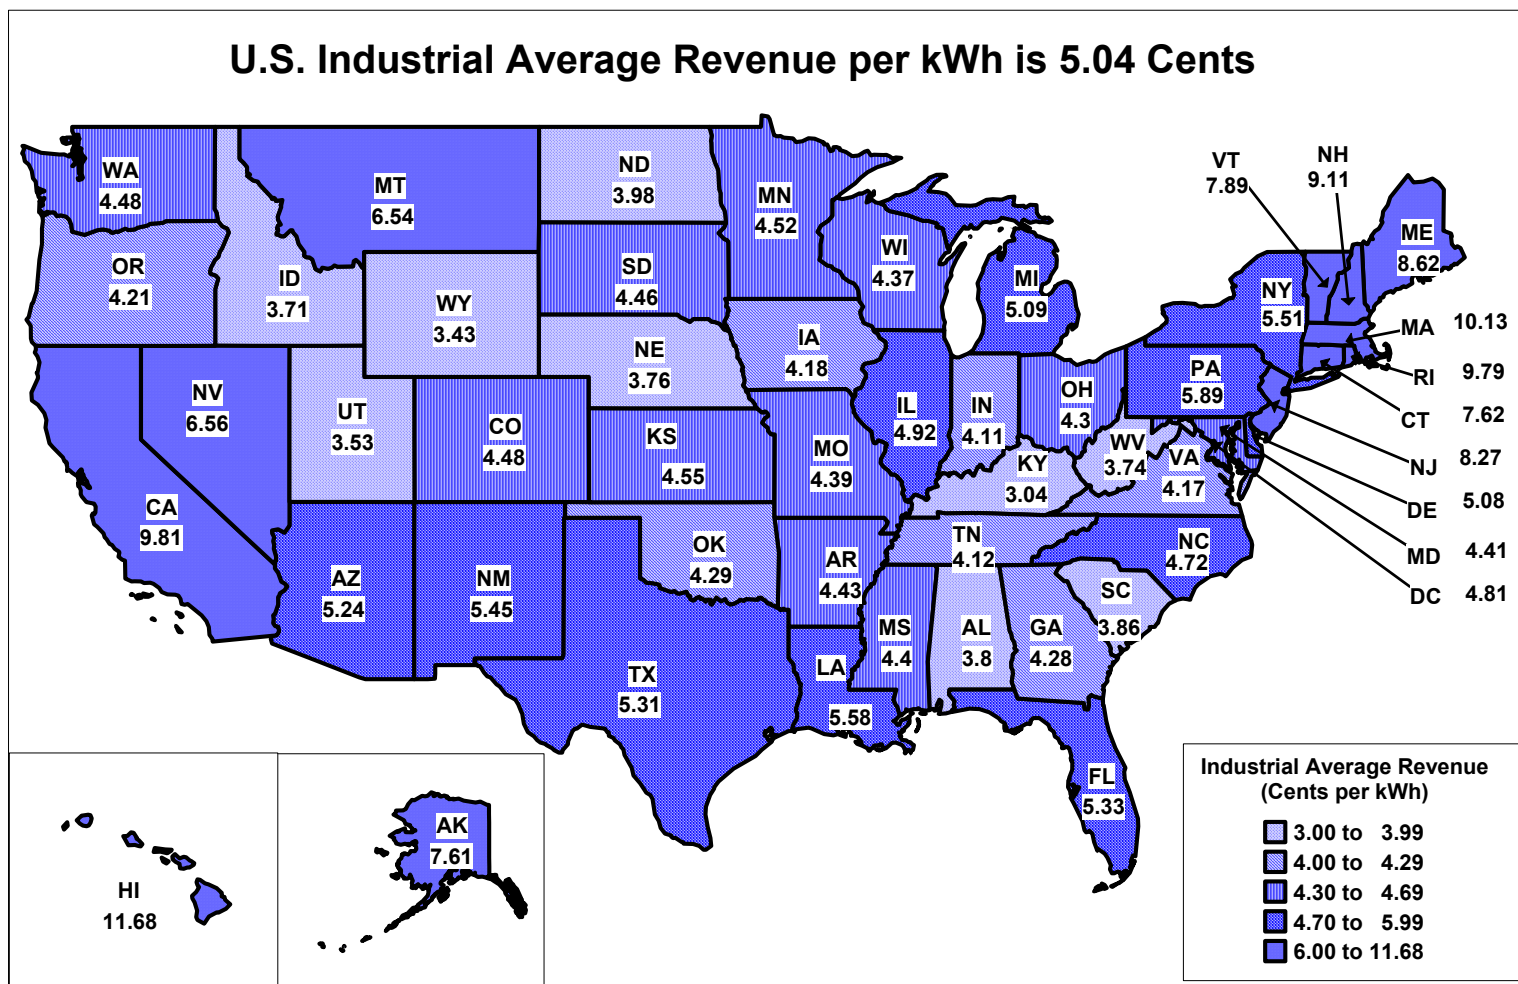 U.S. Industrial Average Revenue per kWh is 5.04 Cents
WA
4.48
MT
6.54
ND
3.98
MN
4.52
VT
7.89
NH
9.11
ME
8.62
OR
4.21
ID
3.71
WY
3.43
SD
4.46
WI
4.37
MI
5.09
NY
5.51
MA 10.13
RI 9.79
CT 7.62
NJ 8.27
DE 5.08
MD 4.41
DC 4.81
NV
6.56
UT
3.53
CO
4.48
NE
3.76
IA
4.18
IL
4.92
IN
4.11
OH
4.3
PA
5.89
WV
3.74
VA
4.17
KY
3.04
KS
4.55
MO
4.39
CA
9.81
AZ
5.24
NM
5.45
OK
4.29
AR
4.43
TN
4.12
NC
4.72
SC
3.86
MS
4.4
AL
3.8
GA
4.28
TX
5.31
LA
5.58
FL
5.33
HI
11.68
AK
7.61
Industrial Average Revenue
(Cents per kWh)
3.00 to 3.99
4.00 to 4.29
4.30 to 4.69
4.70 to 5.99
6.00 to 11.68